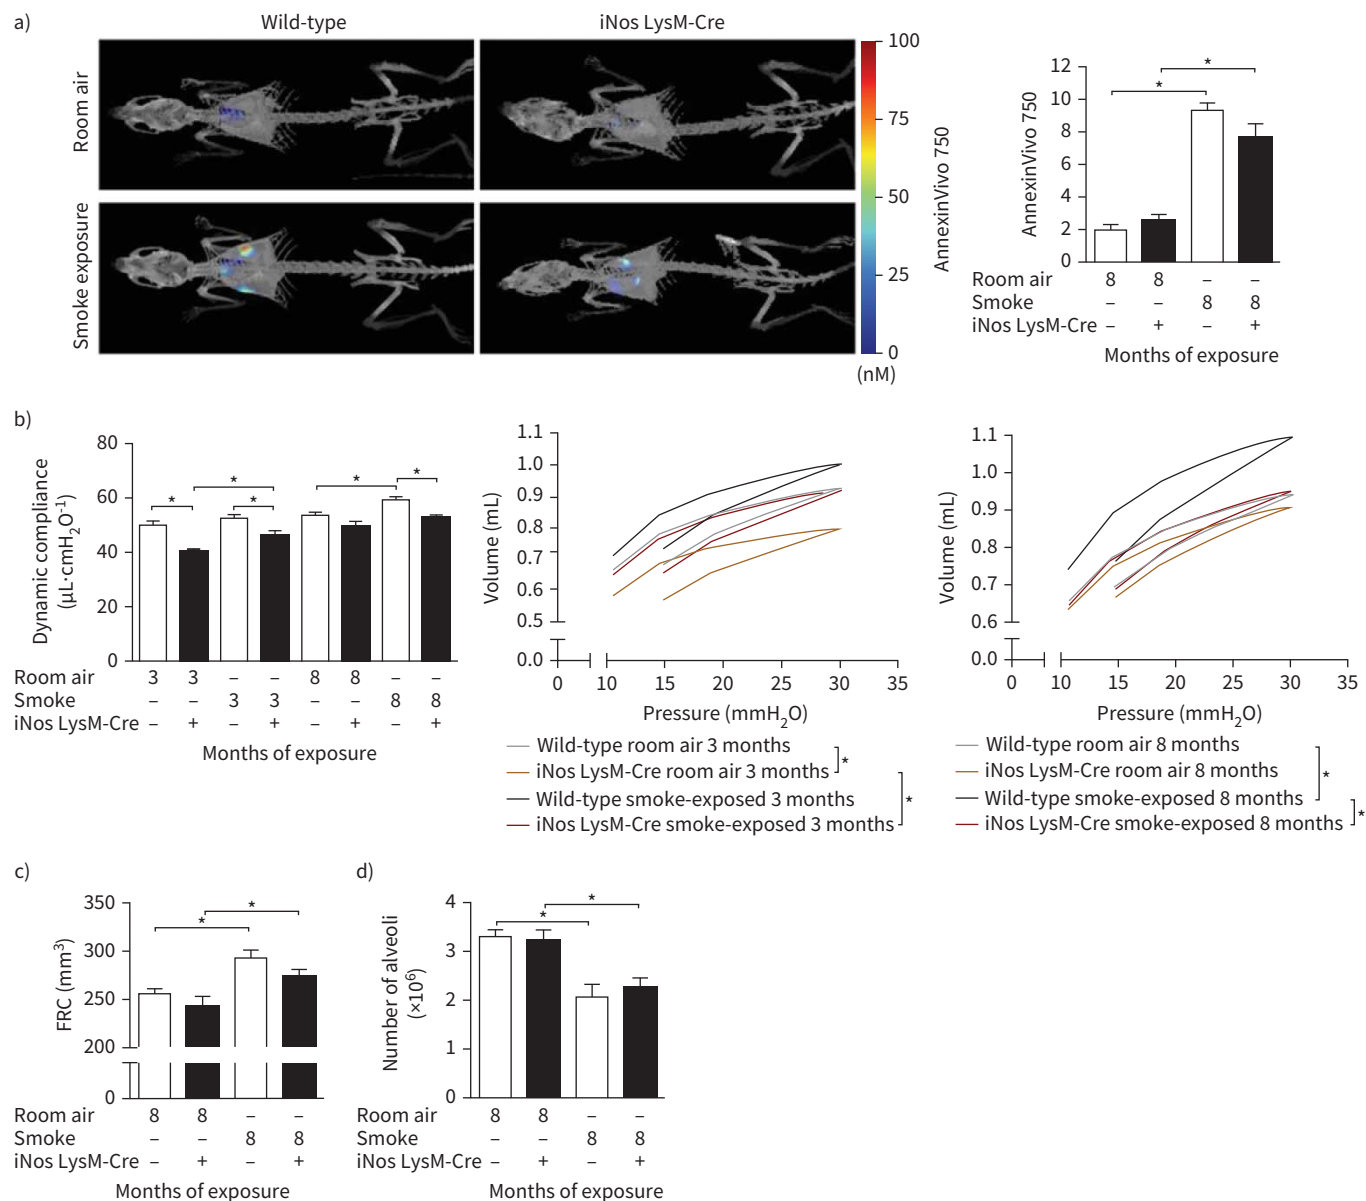 a)
Wild-type
iNos LysM-Cre
Room air
Smoke exposure
100
75
50
25
0
(nM)
AnnexinVivo 750
AnnexinVivo 750
12
10
8
6
4
2
0
*
*
Room air 8 8 – –
Smoke – – 8 8
iNos LysM-Cre – + – +
Months of exposure
b)
Dynamic compliance
(µL·cmH₂O⁻¹)
80
60
40
20
0
* * * * *
Room air 3 3 – – 8 8 – –
Smoke – – 3 3 – – 8 8
iNos LysM-Cre – + – + – + – +
Months of exposure
Volume (mL)
1.1
1.0
0.9
0.8
0.7
0.6
0.5
0.0
0 10 15 20 25 30 35
Pressure (mmH₂O)
Wild-type room air 3 months
iNos LysM-Cre room air 3 months
Wild-type smoke-exposed 3 months
iNos LysM-Cre smoke-exposed 3 months
*
*
Volume (mL)
1.1
1.0
0.9
0.8
0.7
0.6
0.0
0 10 15 20 25 30 35
Pressure (mmH₂O)
Wild-type room air 8 months
iNos LysM-Cre room air 8 months
Wild-type smoke-exposed 8 months
iNos LysM-Cre smoke-exposed 8 months
*
*
c)
FRC (mm³)
350
300
250
200
0
*
*
Room air 8 8 – –
Smoke – – 8 8
iNos LysM-Cre – + – +
Months of exposure
d)
Number of alveoli
(×10⁶)
4
3
2
1
0
*
*
Room air 8 8 – –
Smoke – – 8 8
iNos LysM-Cre – + – +
Months of exposure